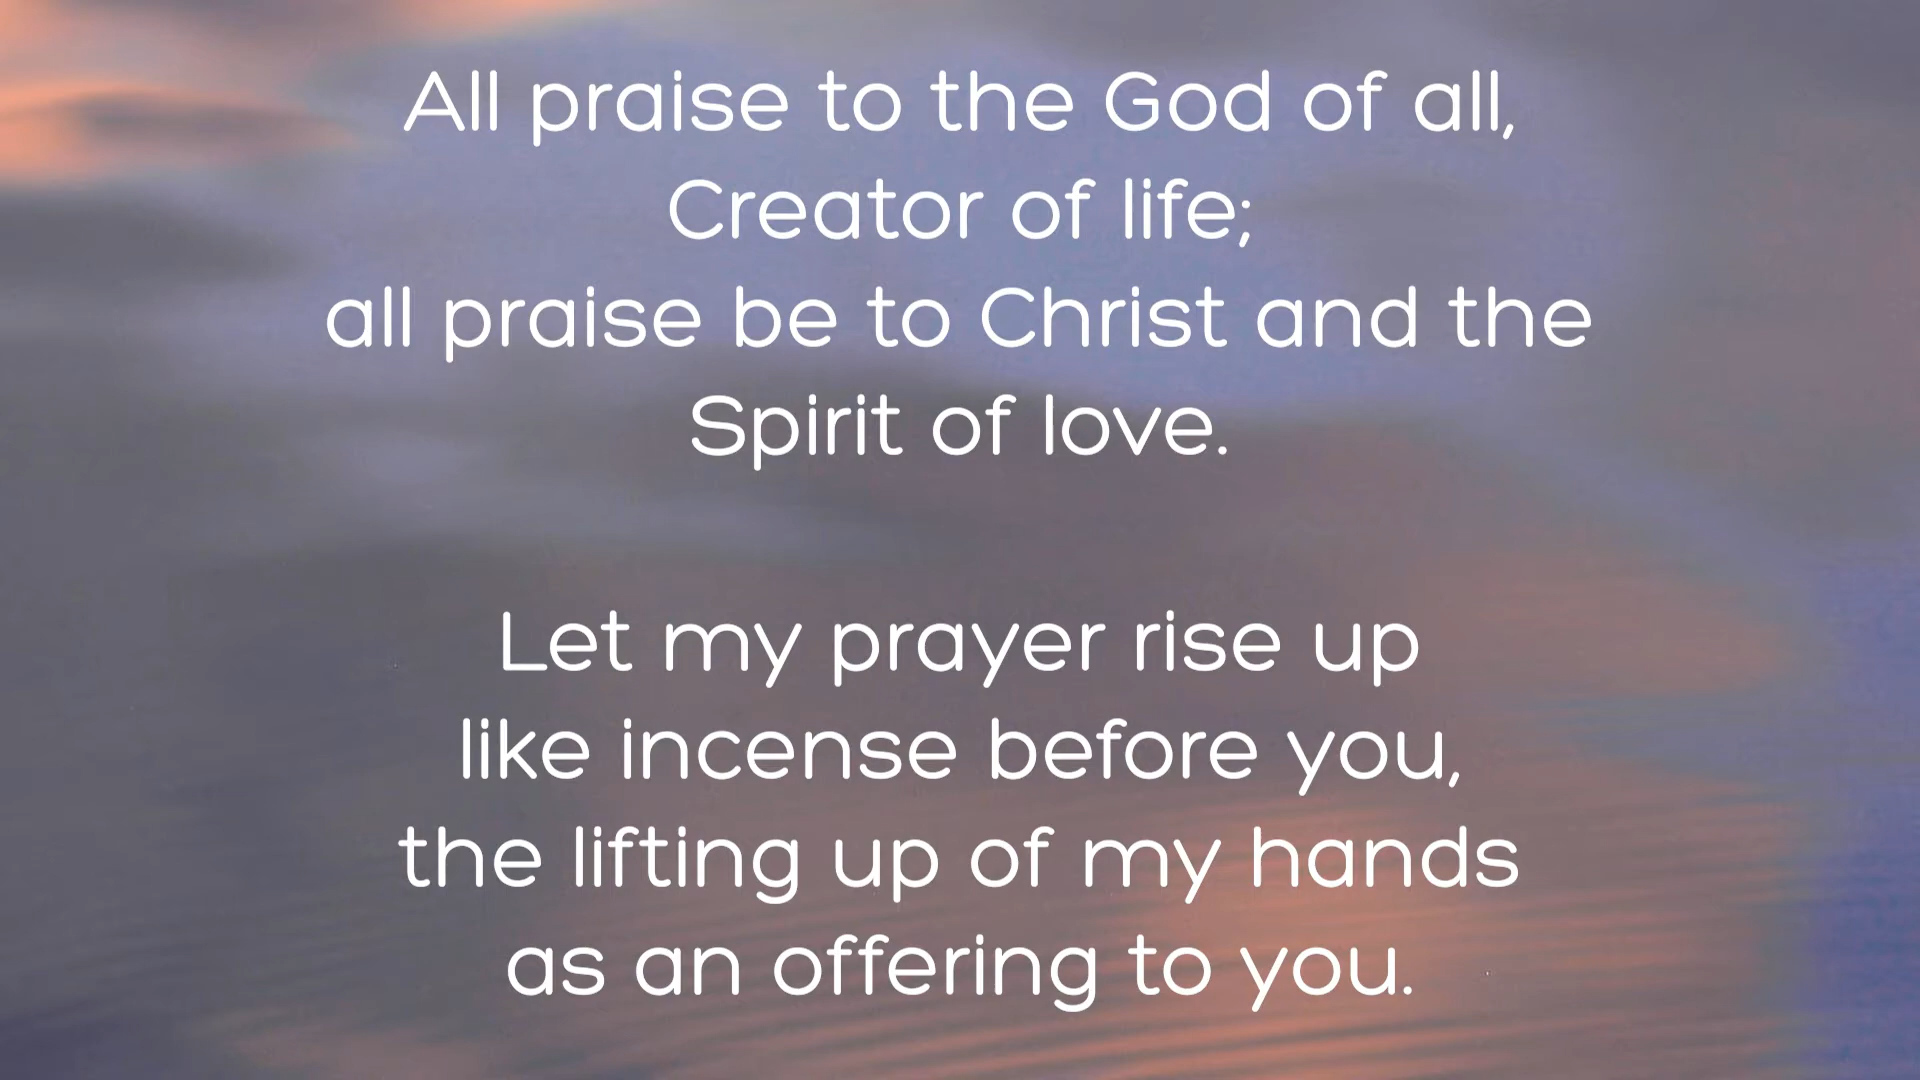 All praise to the God of all,
Creator of life;
all praise be to Christ and the
Spirit of love.
Let my prayer rise up
like incense before you,
the lifting up of my hands
as an offering to you.